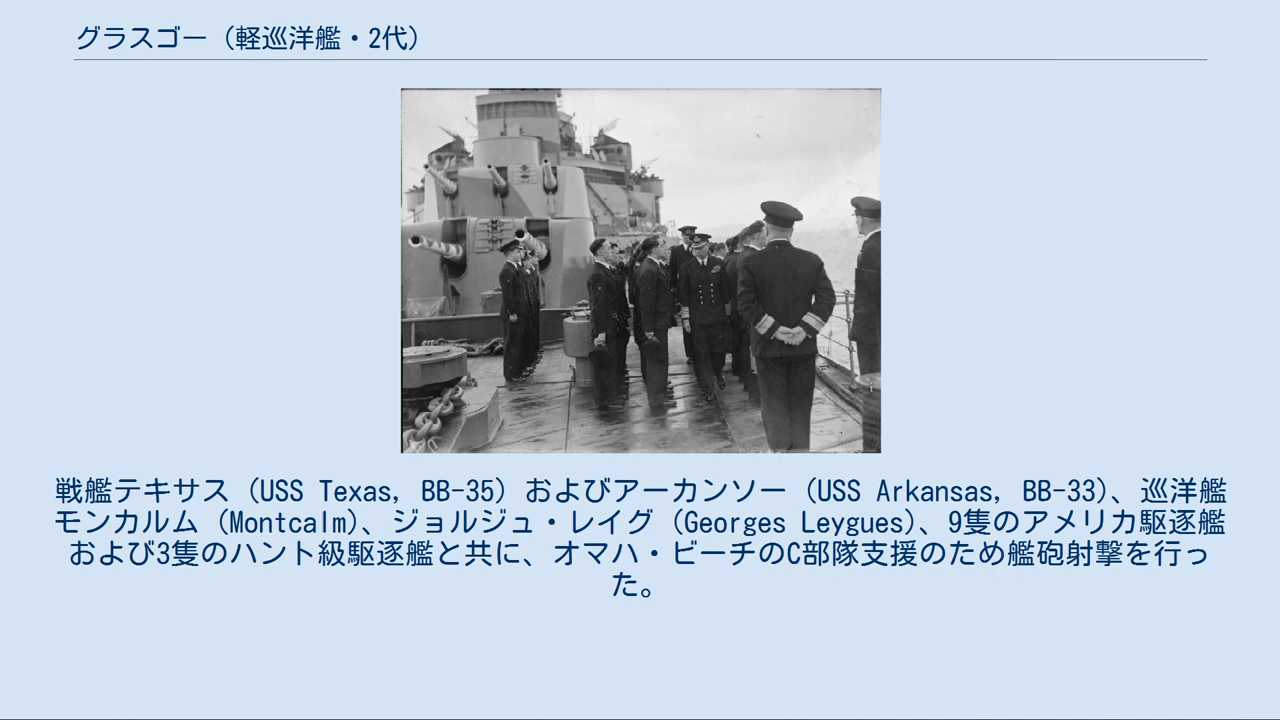 グラスゴー（軽巡洋艦・2代）
戦艦テキサス（USS Texas, BB-35）およびアーカンソー（USS Arkansas, BB-33）、巡洋艦
モンカルム（Montcalm）、ジョルジュ・レイグ（Georges Leygues）、9隻のアメリカ駆逐艦
および3隻のハント級駆逐艦と共に、オマハ・ビーチのC部隊支援のため艦砲射撃を行っ
た。